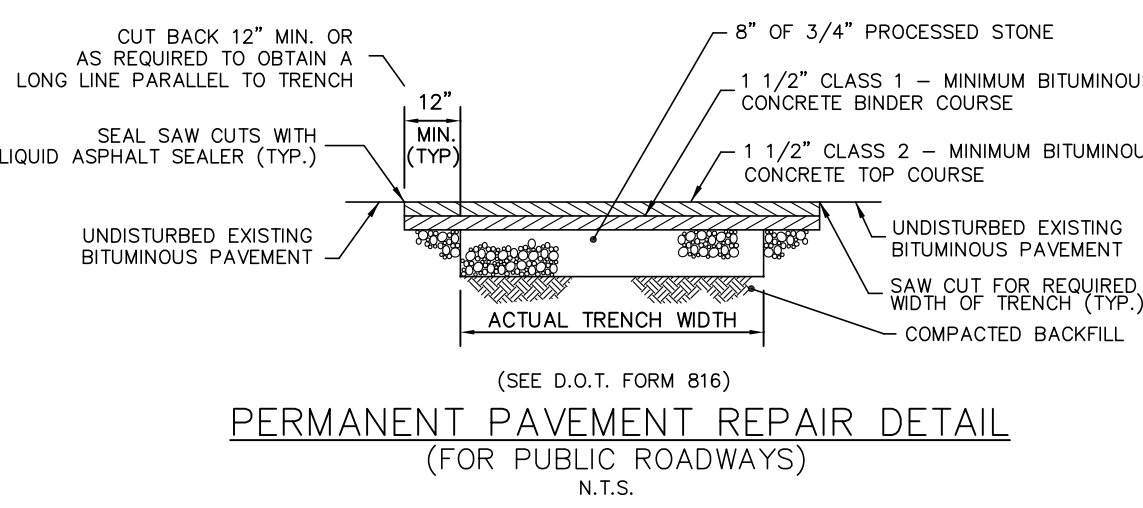 CUT BACK 12" MIN. OR
AS REQUIRED TO OBTAIN A
LONG LINE PARALLEL TO TRENCH
12"
MIN.
(TYP)
SEAL SAW CUTS WITH
LIQUID ASPHALT SEALER (TYP.)
UNDISTURBED EXISTING
BITUMINOUS PAVEMENT
8" OF 3/4" PROCESSED STONE
1 1/2" CLASS 1 – MINIMUM BITUMINOUS
CONCRETE BINDER COURSE
1 1/2" CLASS 2 – MINIMUM BITUMINOU
CONCRETE TOP COURSE
UNDISTURBED EXISTING
BITUMINOUS PAVEMENT
SAW CUT FOR REQUIRED
WIDTH OF TRENCH (TYP.)
COMPACTED BACKFILL
ACTUAL TRENCH WIDTH
(SEE D.O.T. FORM 816)
PERMANENT PAVEMENT REPAIR DETAIL
(FOR PUBLIC ROADWAYS)
N.T.S.